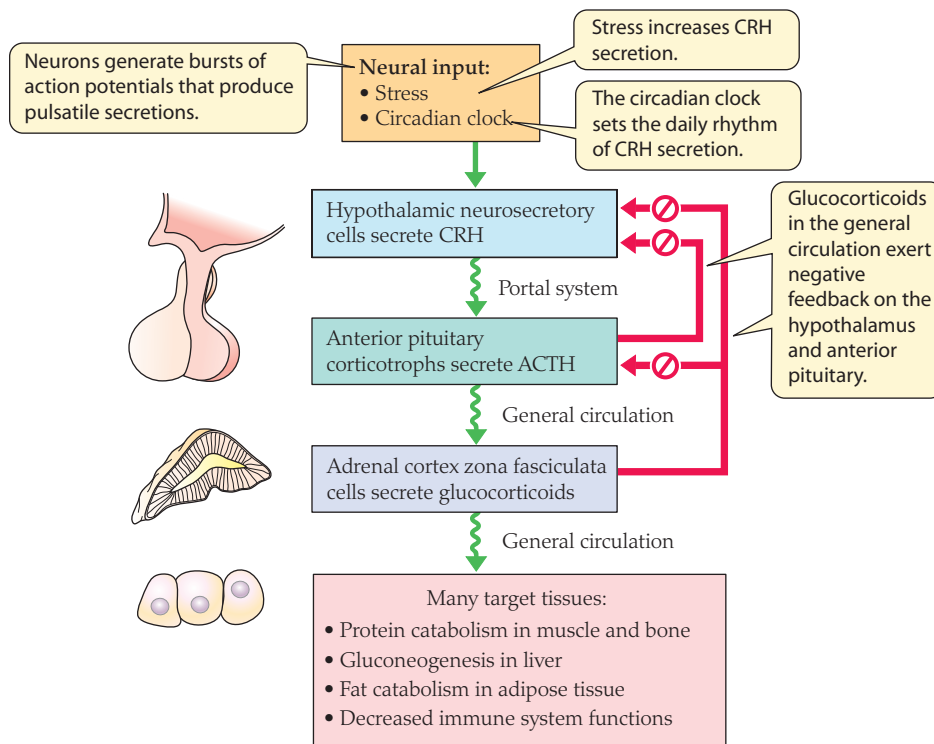 Neurons generate bursts of
action potentials that produce
pulsatile secretions.
Neural input:
• Stress
• Circadian clock
Stress increases CRH
secretion.
The circadian clock
sets the daily rhythm
of CRH secretion.
Hypothalamic neurosecretory
cells secrete CRH
Glucocorticoids
in the general
circulation exert
negative
feedback on the
hypothalamus
and anterior
pituitary.
Portal system
Anterior pituitary
corticotrophs secrete ACTH
General circulation
Adrenal cortex zona fasciculata
cells secrete glucocorticoids
General circulation
Many target tissues:
• Protein catabolism in muscle and bone
• Gluconeogenesis in liver
• Fat catabolism in adipose tissue
• Decreased immune system functions